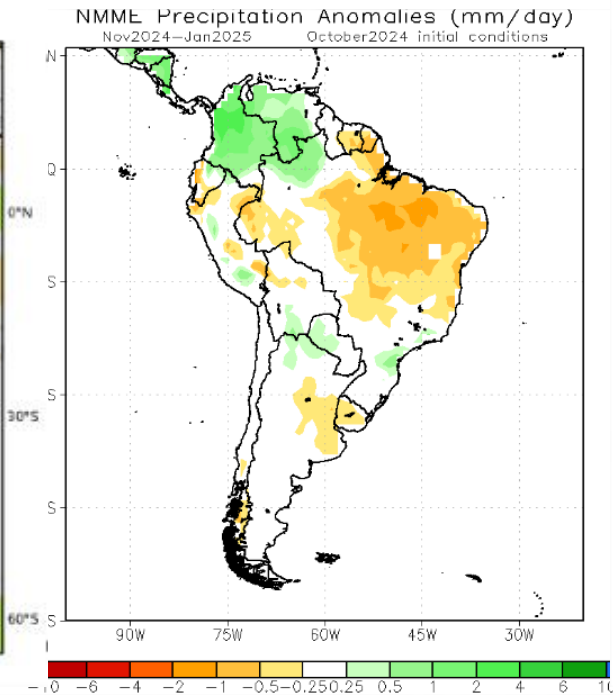 NMME Precipitation Anomalies (mm/day)
Nov2024—Jan2025 October2024 initial conditions
N
Q
0°N
S
S
30°S
S
60°S S
90W 75W 60W 45W 30W
-6 -4 -2 -1 -0.5 -0.25 0.25 0.5 1 2 4 6